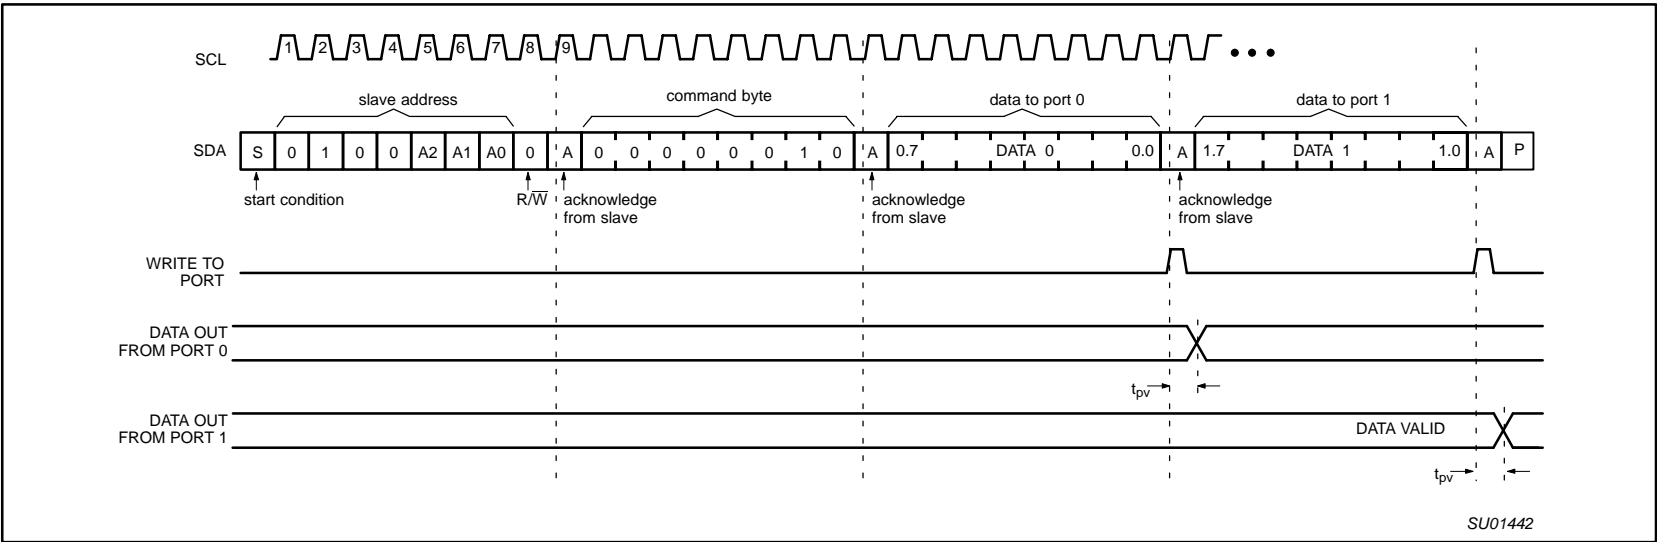 SCL 1 2 3 4 5 6 7 8 9
slave address command byte data to port 0 data to port 1
SDA S 0 1 0 0 A2 A1 A0 0 A 0 0 0 0 0 0 1 0 A 0.7 DATA 0 0.0 A 1.7 DATA 1 1.0 A P
start condition R/W̅ acknowledge acknowledge acknowledge
from slave from slave from slave
WRITE TO
PORT
DATA OUT
FROM PORT 0
tpv
DATA OUT
FROM PORT 1 DATA VALID
tpv
SU01442